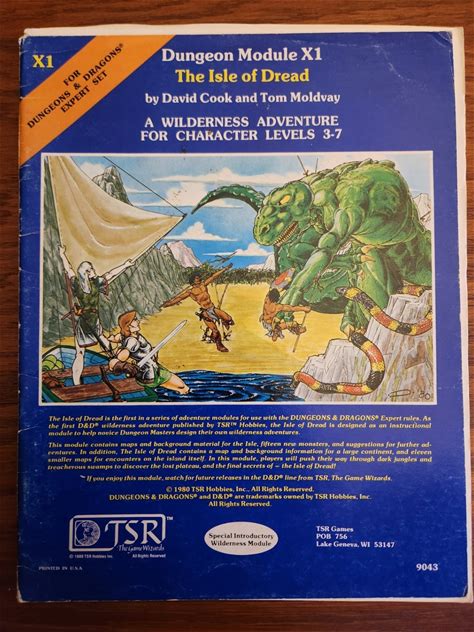 X1
FOR
DUNGEONS & DRAGONS®
EXPERT SET
Dungeon Module X1
The Isle of Dread
by David Cook and Tom Moldvay
A WILDERNESS ADVENTURE
FOR CHARACTER LEVELS 3-7
The Isle of Dread is the first in a series of adventure modules for use with the DUNGEONS & DRAGONS® Expert rules. As
the first D&D® wilderness adventure published by TSR™ Hobbies, the Isle of Dread is designed as an instructional
module to help novice Dungeon Masters design their own wilderness adventures.
This module contains maps and background material for the Isle, fifteen new monsters, and suggestions for further ad-
ventures. In addition, The Isle of Dread contains a map and background information for a large continent, and eleven
smaller maps for encounters on the island itself. In this module, players will push their way through dark jungles and
treacherous swamps to discover the lost plateau, and the final secrets of – the Isle of Dread!
If you enjoy this module, watch for future releases in the D&D® line from TSR, The Game Wizards.
© 1980 TSR Hobbies, Inc., All Rights Reserved.
DUNGEONS & DRAGONS® and D&D® are trademarks owned by TSR Hobbies, Inc.
All Rights Reserved.
TSR™
The Game Wizards
© 1980 TSR Hobbies Inc. All Rights Reserved
Special Introductory
Wilderness Module
TSR Games
POB 756
Lake Geneva, WI 53147
PRINTED IN U.S.A.
9043